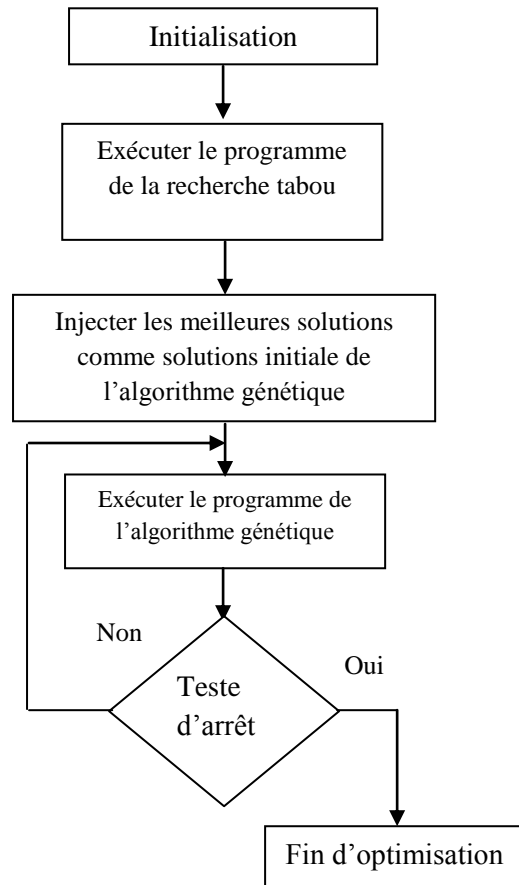 Initialisation
Exécuter le programme
de la recherche tabou
Injecter les meilleures solutions
comme solutions initiale de
l’algorithme génétique
Exécuter le programme de
l’algorithme génétique
Non
Oui
Teste
d’arrêt
Fin d’optimisation